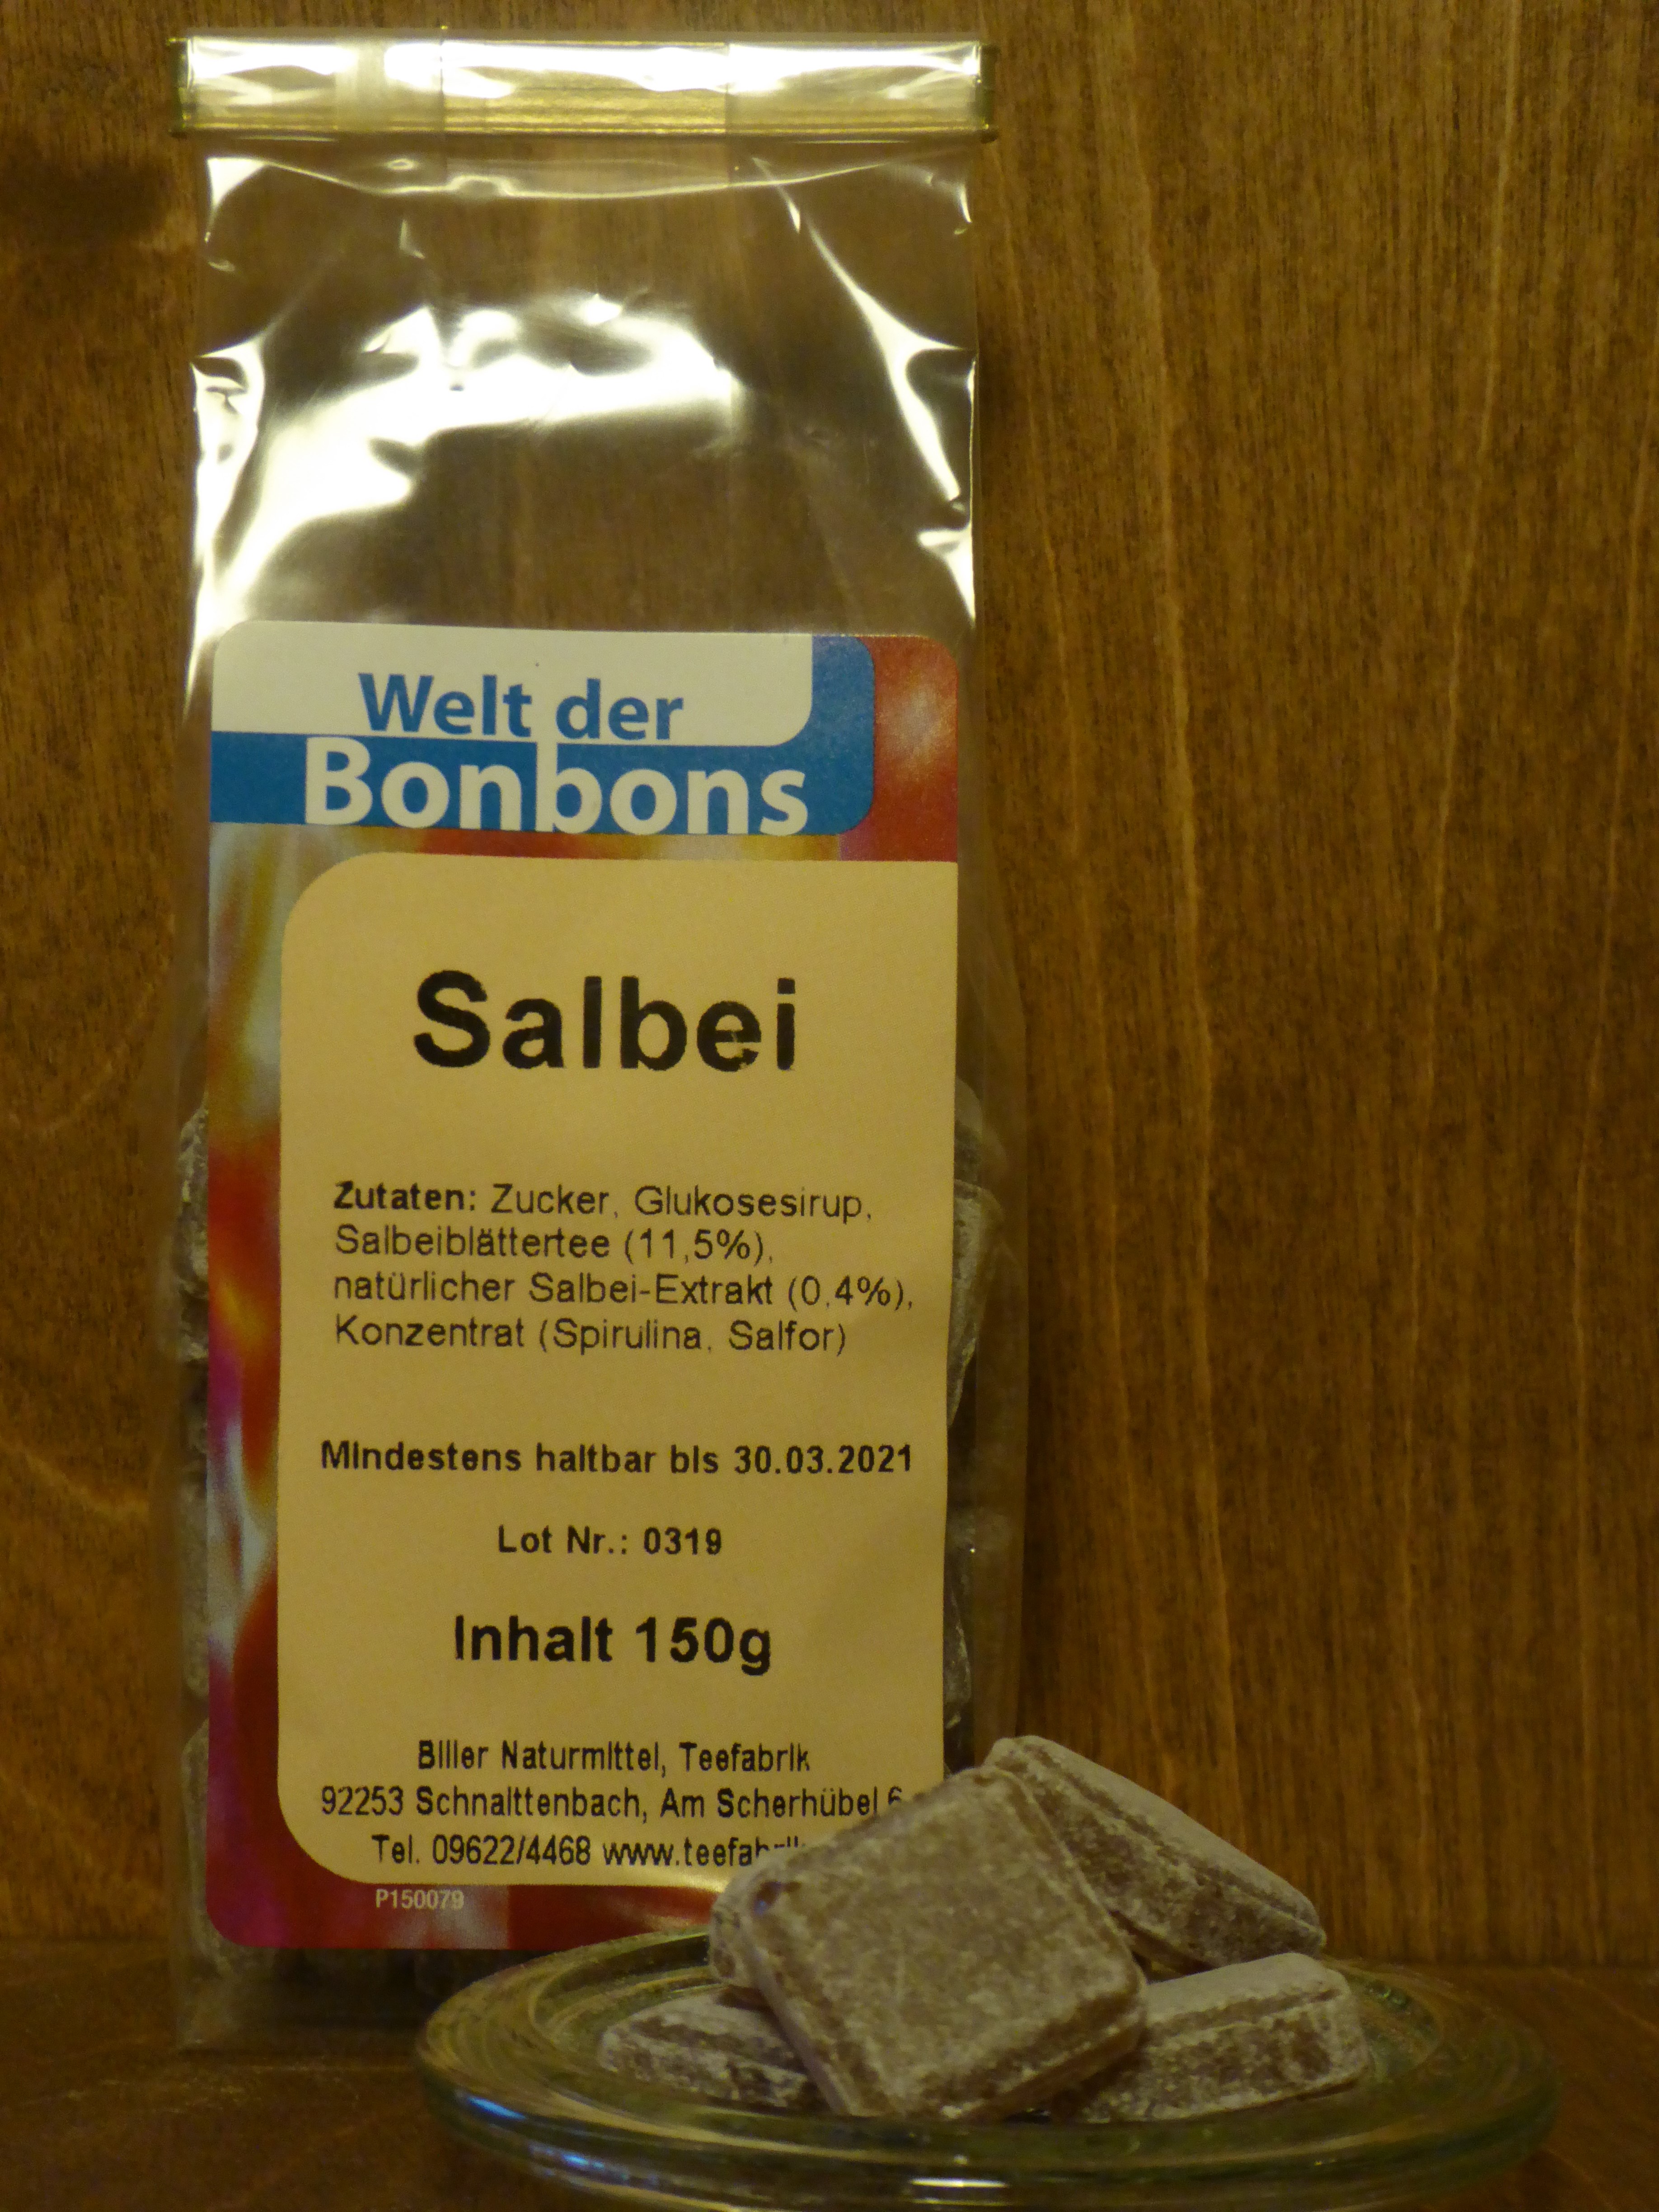 Welt der
Bonbons
Salbei
Zutaten: Zucker, Glukosesirup,
Salbeiblättertee (11,5%),
natürlicher Salbei-Extrakt (0,4%),
Konzentrat (Spirulina, Salfor)
Mindestens haltbar bis 30.03.2021
Lot Nr.: 0319
Inhalt 150g
Biller Naturmittel, Teefabrik
92253 Schnaittenbach, Am Scherhübel 6
Tel. 09622/4468
P150079